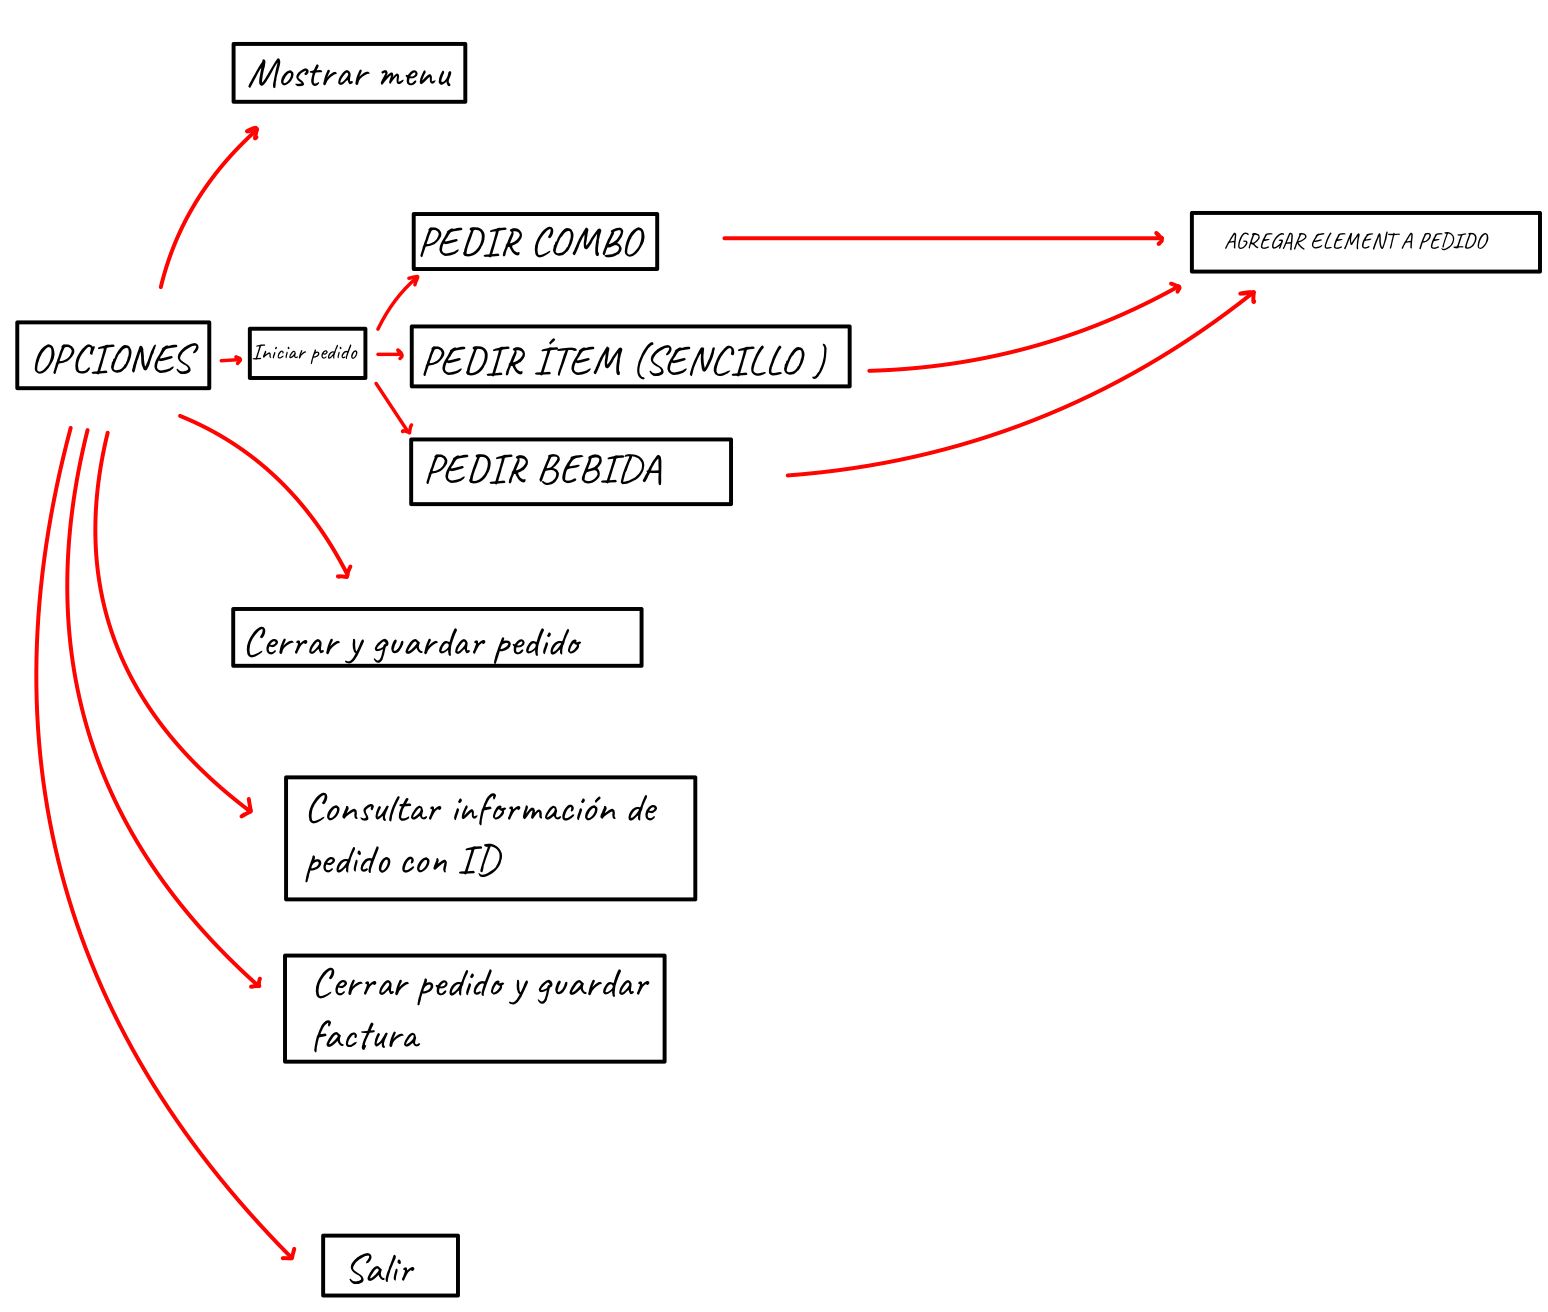 Mostrar menu
PEDIR COMBO
AGREGAR ELEMENT A PEDIDO
OPCIONES
Iniciar pedido
PEDIR ÍTEM (SENCILLO )
PEDIR BEBIDA
Cerrar y guardar pedido
Consultar información de
pedido con ID
Cerrar pedido y guardar
factura
Salir